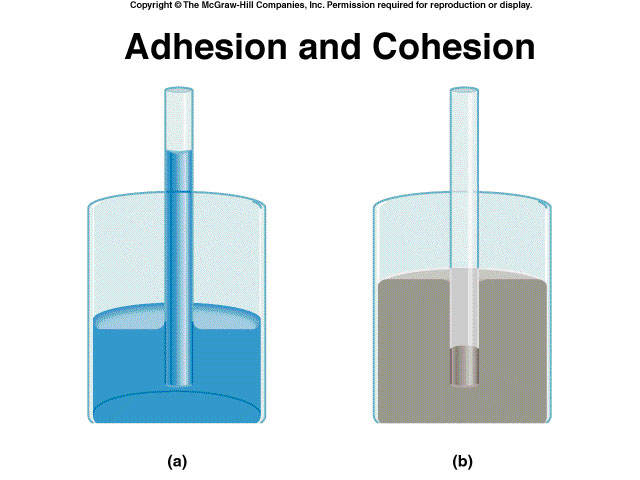 Copyright © The McGraw-Hill Companies, Inc. Permission required for reproduction or display.
Adhesion and Cohesion
(a)
(b)